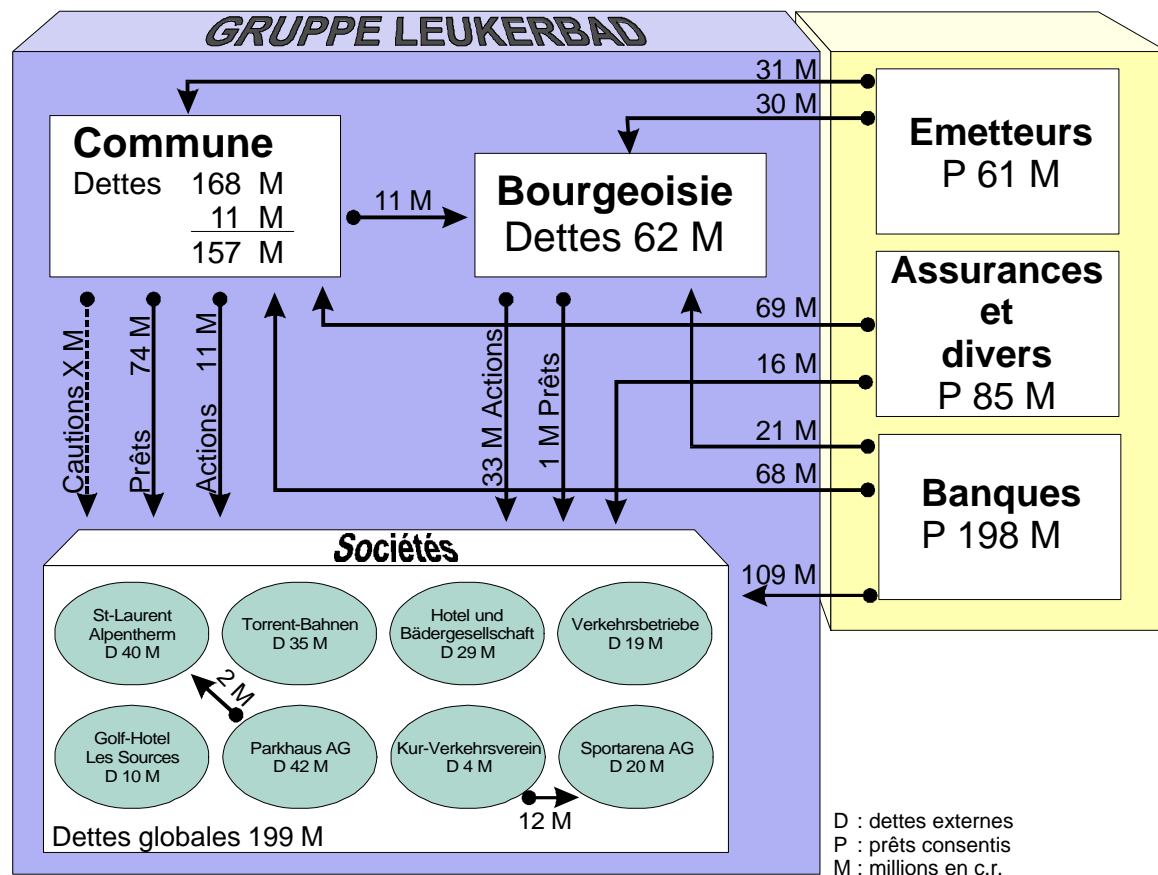 GRUPPE LEUKERBAD
31 M
30 M
Emetteurs
P 61 M
Commune
Dettes 168 M
11 M
157 M
11 M
Bourgeoisie
Dettes 62 M
Assurances
et
divers
P 85 M
69 M
16 M
21 M
68 M
Banques
P 198 M
109 M
Cautions X M
Prêts 74 M
Actions 11 M
33 M Actions
1 M Prêts
Sociétés
St-Laurent
Alpentherm
D 40 M
Torrent-Bahnen
D 35 M
Hotel und
Bädergesellschaft
D 29 M
Verkehrsbetriebe
D 19 M
2 M
Golf-Hotel
Les Sources
D 10 M
Parkhaus AG
D 42 M
Kur-Verkehrsverein
D 4 M
Sportarena AG
D 20 M
12 M
Dettes globales 199 M
D : dettes externes
P : prêts consentis
M : millions en c.r.